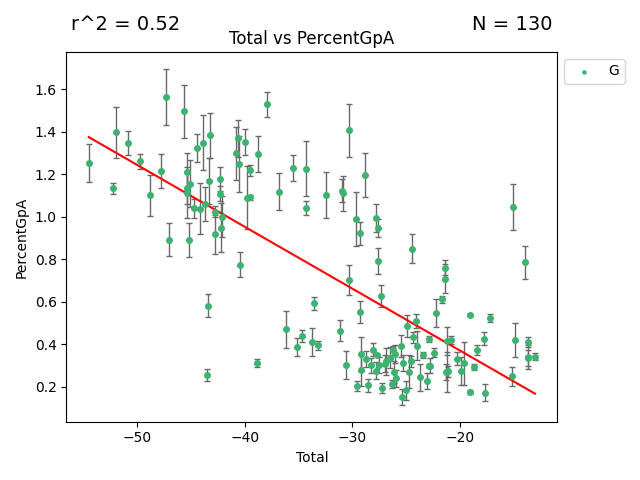 r^2 = 0.52
N = 130
Total vs PercentGpA
G
PercentGpA
1.6
1.4
1.2
1.0
0.8
0.6
0.4
0.2
−50
−40
−30
−20
Total